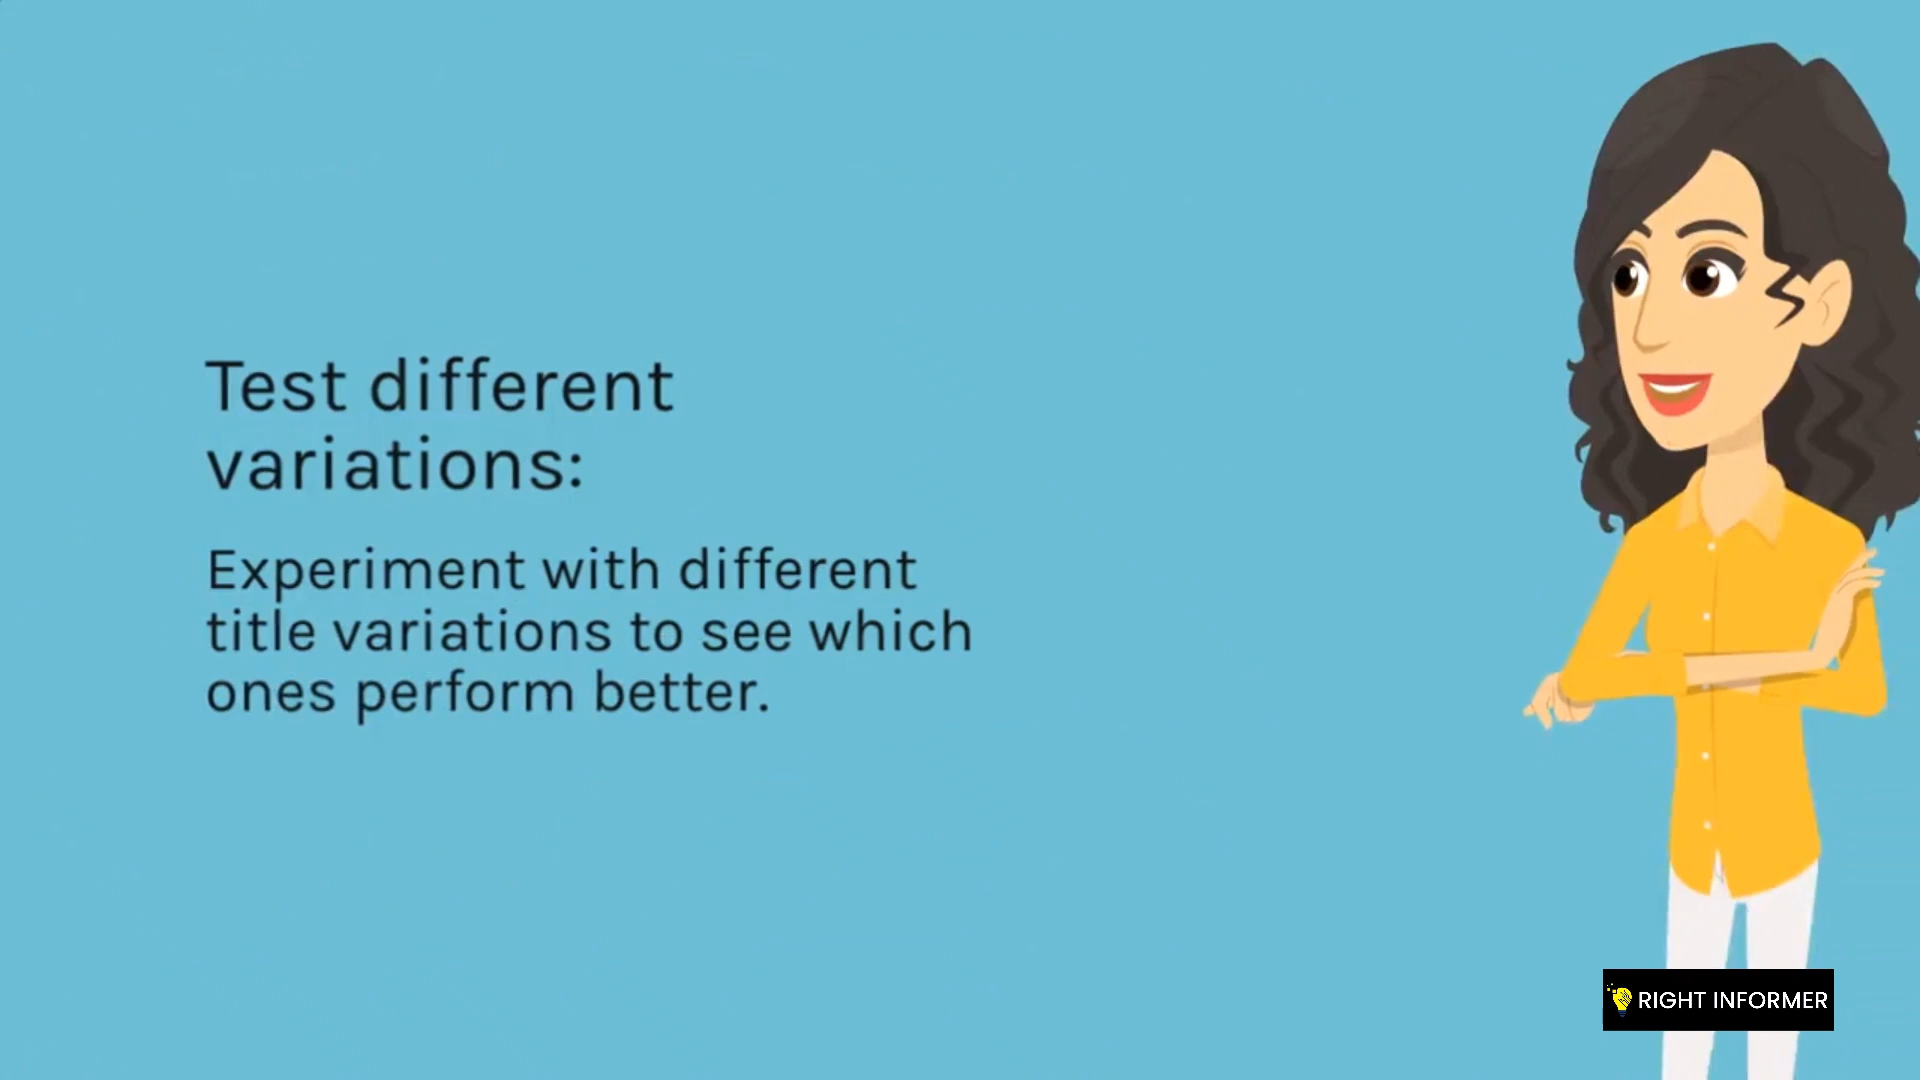 Test different
variations:
Experiment with different
title variations to see which
ones perform better.
RIGHT INFORMER